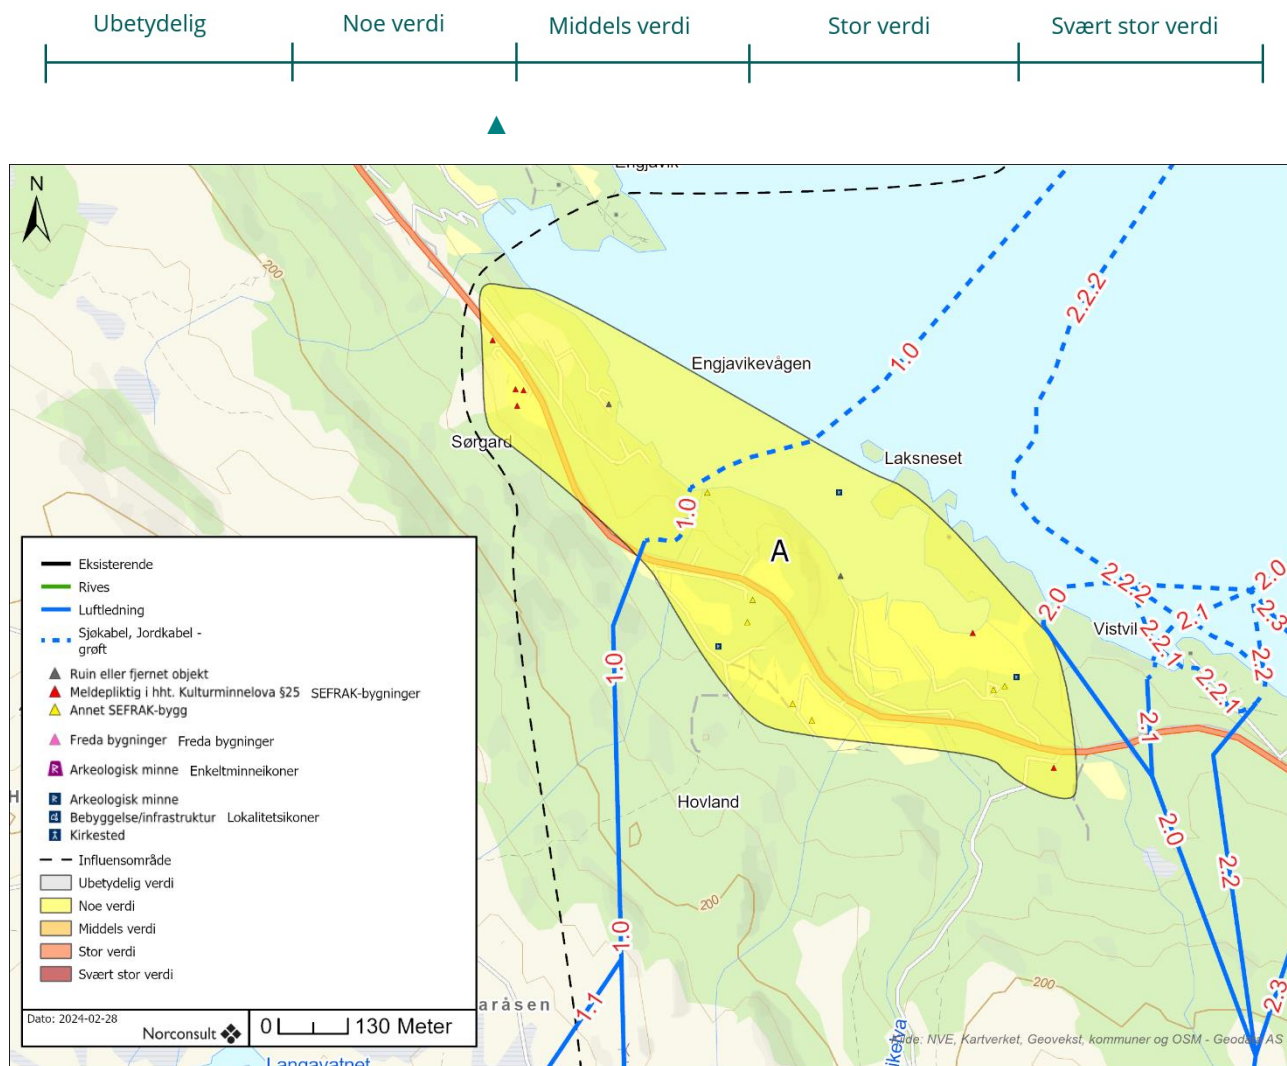 Ubetydelig
Noe verdi
Middels verdi
Stor verdi
Svært stor verdi
N
Engjavik
200
1.0
2.2.2
Engjavikevågen
1.0
Laksneset
Sørgard
1.0
A
2.0
2.2.2
2.0
2.1
2.3
Vistvil
2.2.1
2.2
2.2.1
1.0
2.1
Hovland
2.0
2.2
200
1.0
200
2.3
1.1
aråsen
H
Eksisterende
Rives
Luftledning
Sjøkabel, Jordkabel -
grøft
Ruin eller fjernet objekt
Meldepliktig i hht. Kulturminnelova §25 SEFRAK-bygninger
Annet SEFRAK-bygg
Freda bygninger Freda bygninger
R Arkeologisk minne Enkeltminneikoner
R Arkeologisk minne
Bebyggelse/infrastruktur Lokalitetsikoner
Kirkested
Influensområde
Ubetydelig verdi
Noe verdi
Middels verdi
Stor verdi
Svært stor verdi
Dato: 2024-02-28
Norconsult
0 130 Meter
Langavatnet
iketva
NVE, Kartverket, Geovekst, kommuner og OSM - Geodata AS